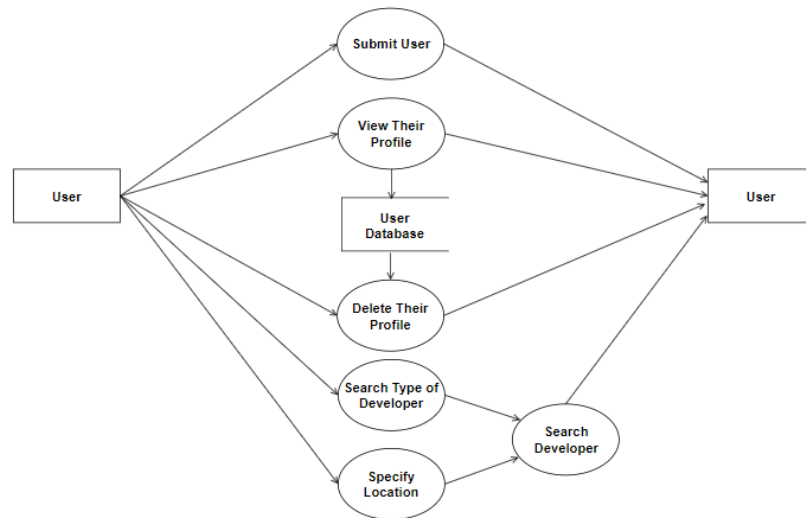 Submit User
View Their
Profile
User
User
User
Database
Delete Their
Profile
Search Type of
Developer
Search
Developer
Specify
Location